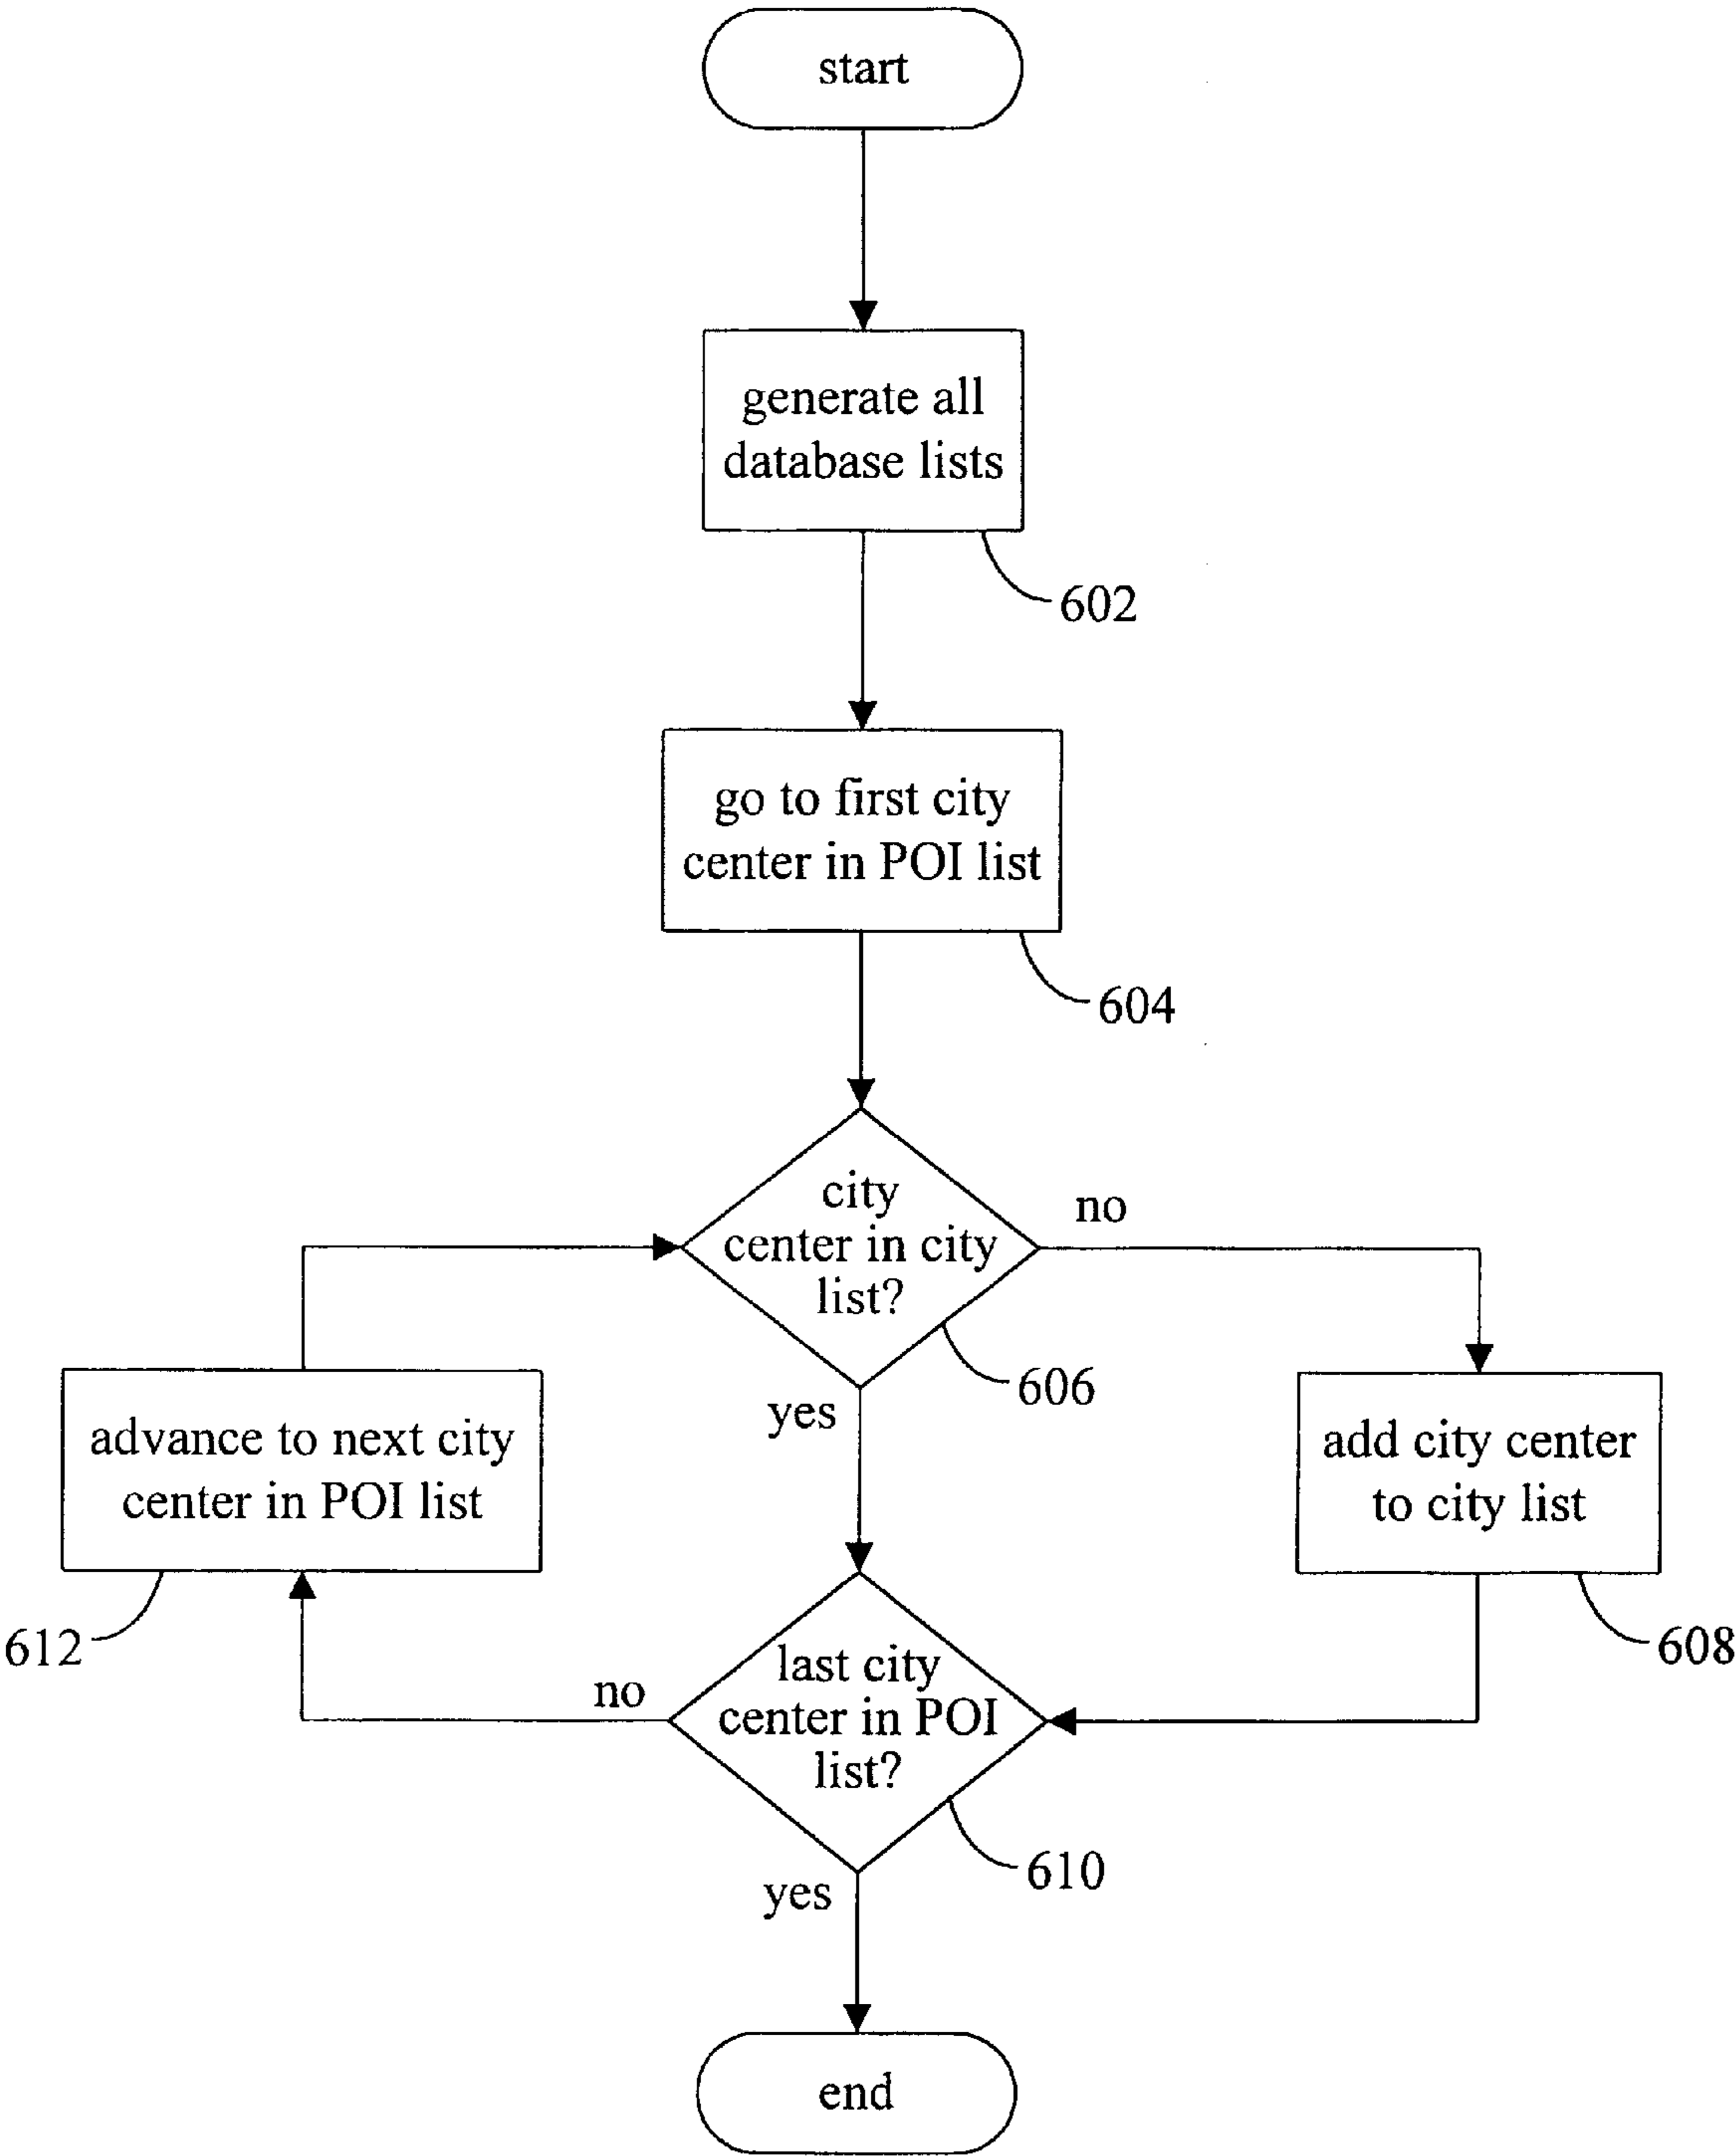 start
generate all
database lists
602
go to first city
center in POI list
604
city
center in city
list?
no
606
yes
advance to next city
center in POI list
612
add city center
to city list
608
last city
center in POI
list?
no
610
yes
end